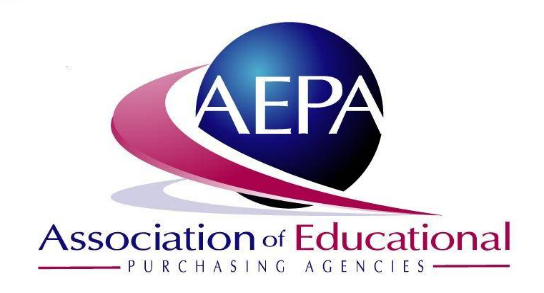 AEPA
Association of Educational
PURCHASING AGENCIES